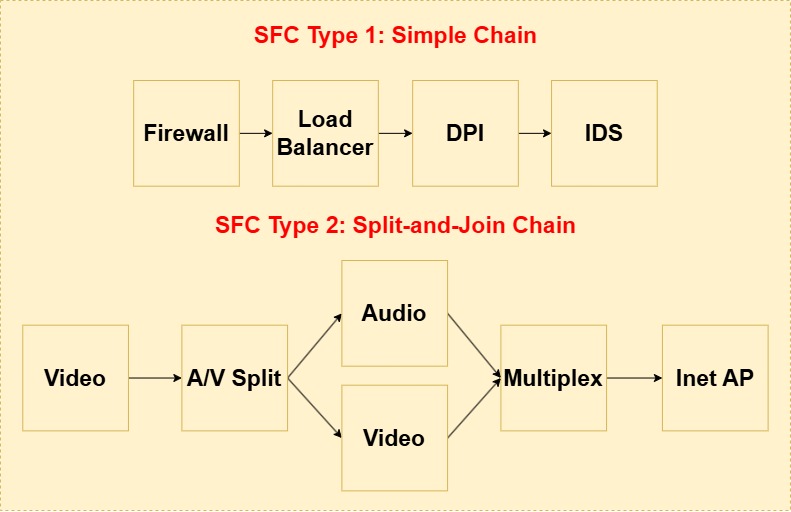 SFC Type 1: Simple Chain
Firewall
Load
Balancer
DPI
IDS
SFC Type 2: Split-and-Join Chain
Video
A/V Split
Audio
Video
Multiplex
Inet AP